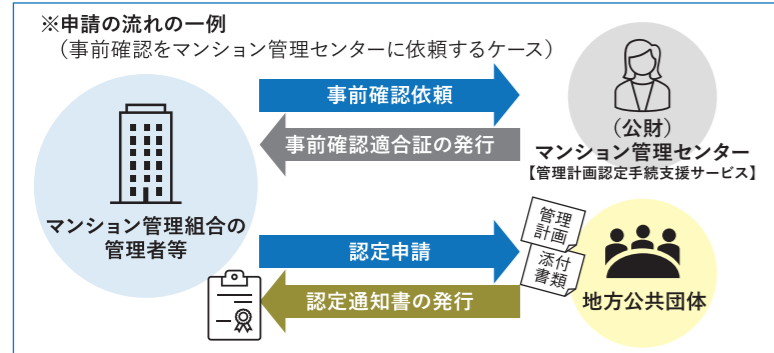 ※申請の流れの一例
（事前確認をマンション管理センターに依頼するケース）
事前確認依頼
事前確認適合証の発行
（公財）
マンション管理センター
【管理計画認定手続支援サービス】
マンション管理組合の
管理者等
認定申請
認定通知書の発行
管理
計画
添付
書類
地方公共団体